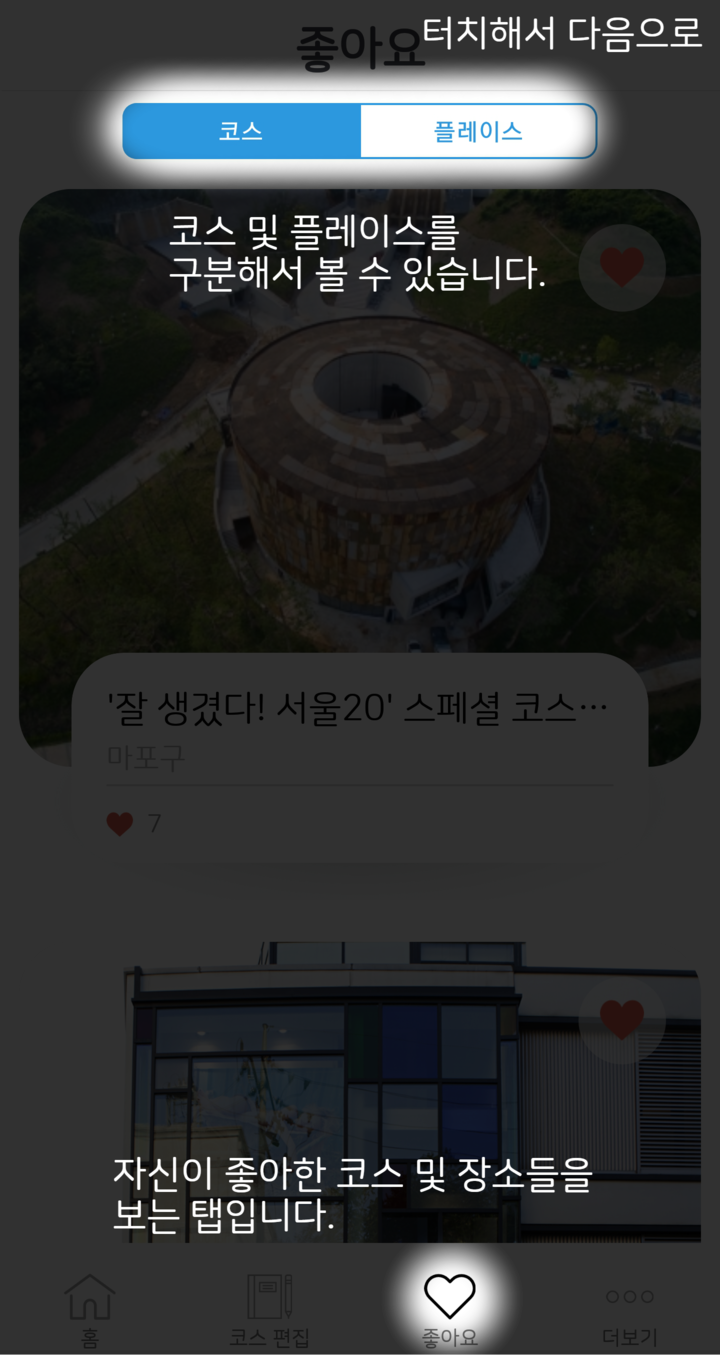 좋아요
터치해서 다음으로
코스
플레이스
코스 및 플레이스를
구분해서 볼 수 있습니다.
'잘 생겼다! 서울20' 스페셜 코스…
마포구
7
자신이 좋아한 코스 및 장소들을
보는 탭입니다.
홈
코스 편집
좋아요
더보기